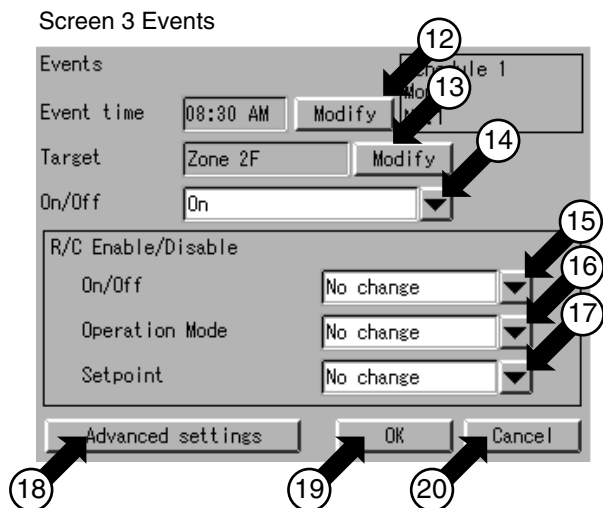 Screen 3 Events
12
Events
13
Event time 08:30 AM Modify
14
Target Zone 2F Modify
On/Off On
15
R/C Enable/Disable
16
On/Off No change
17
Operation Mode No change
Setpoint No change
Advanced settings OK Cancel
18 19 20